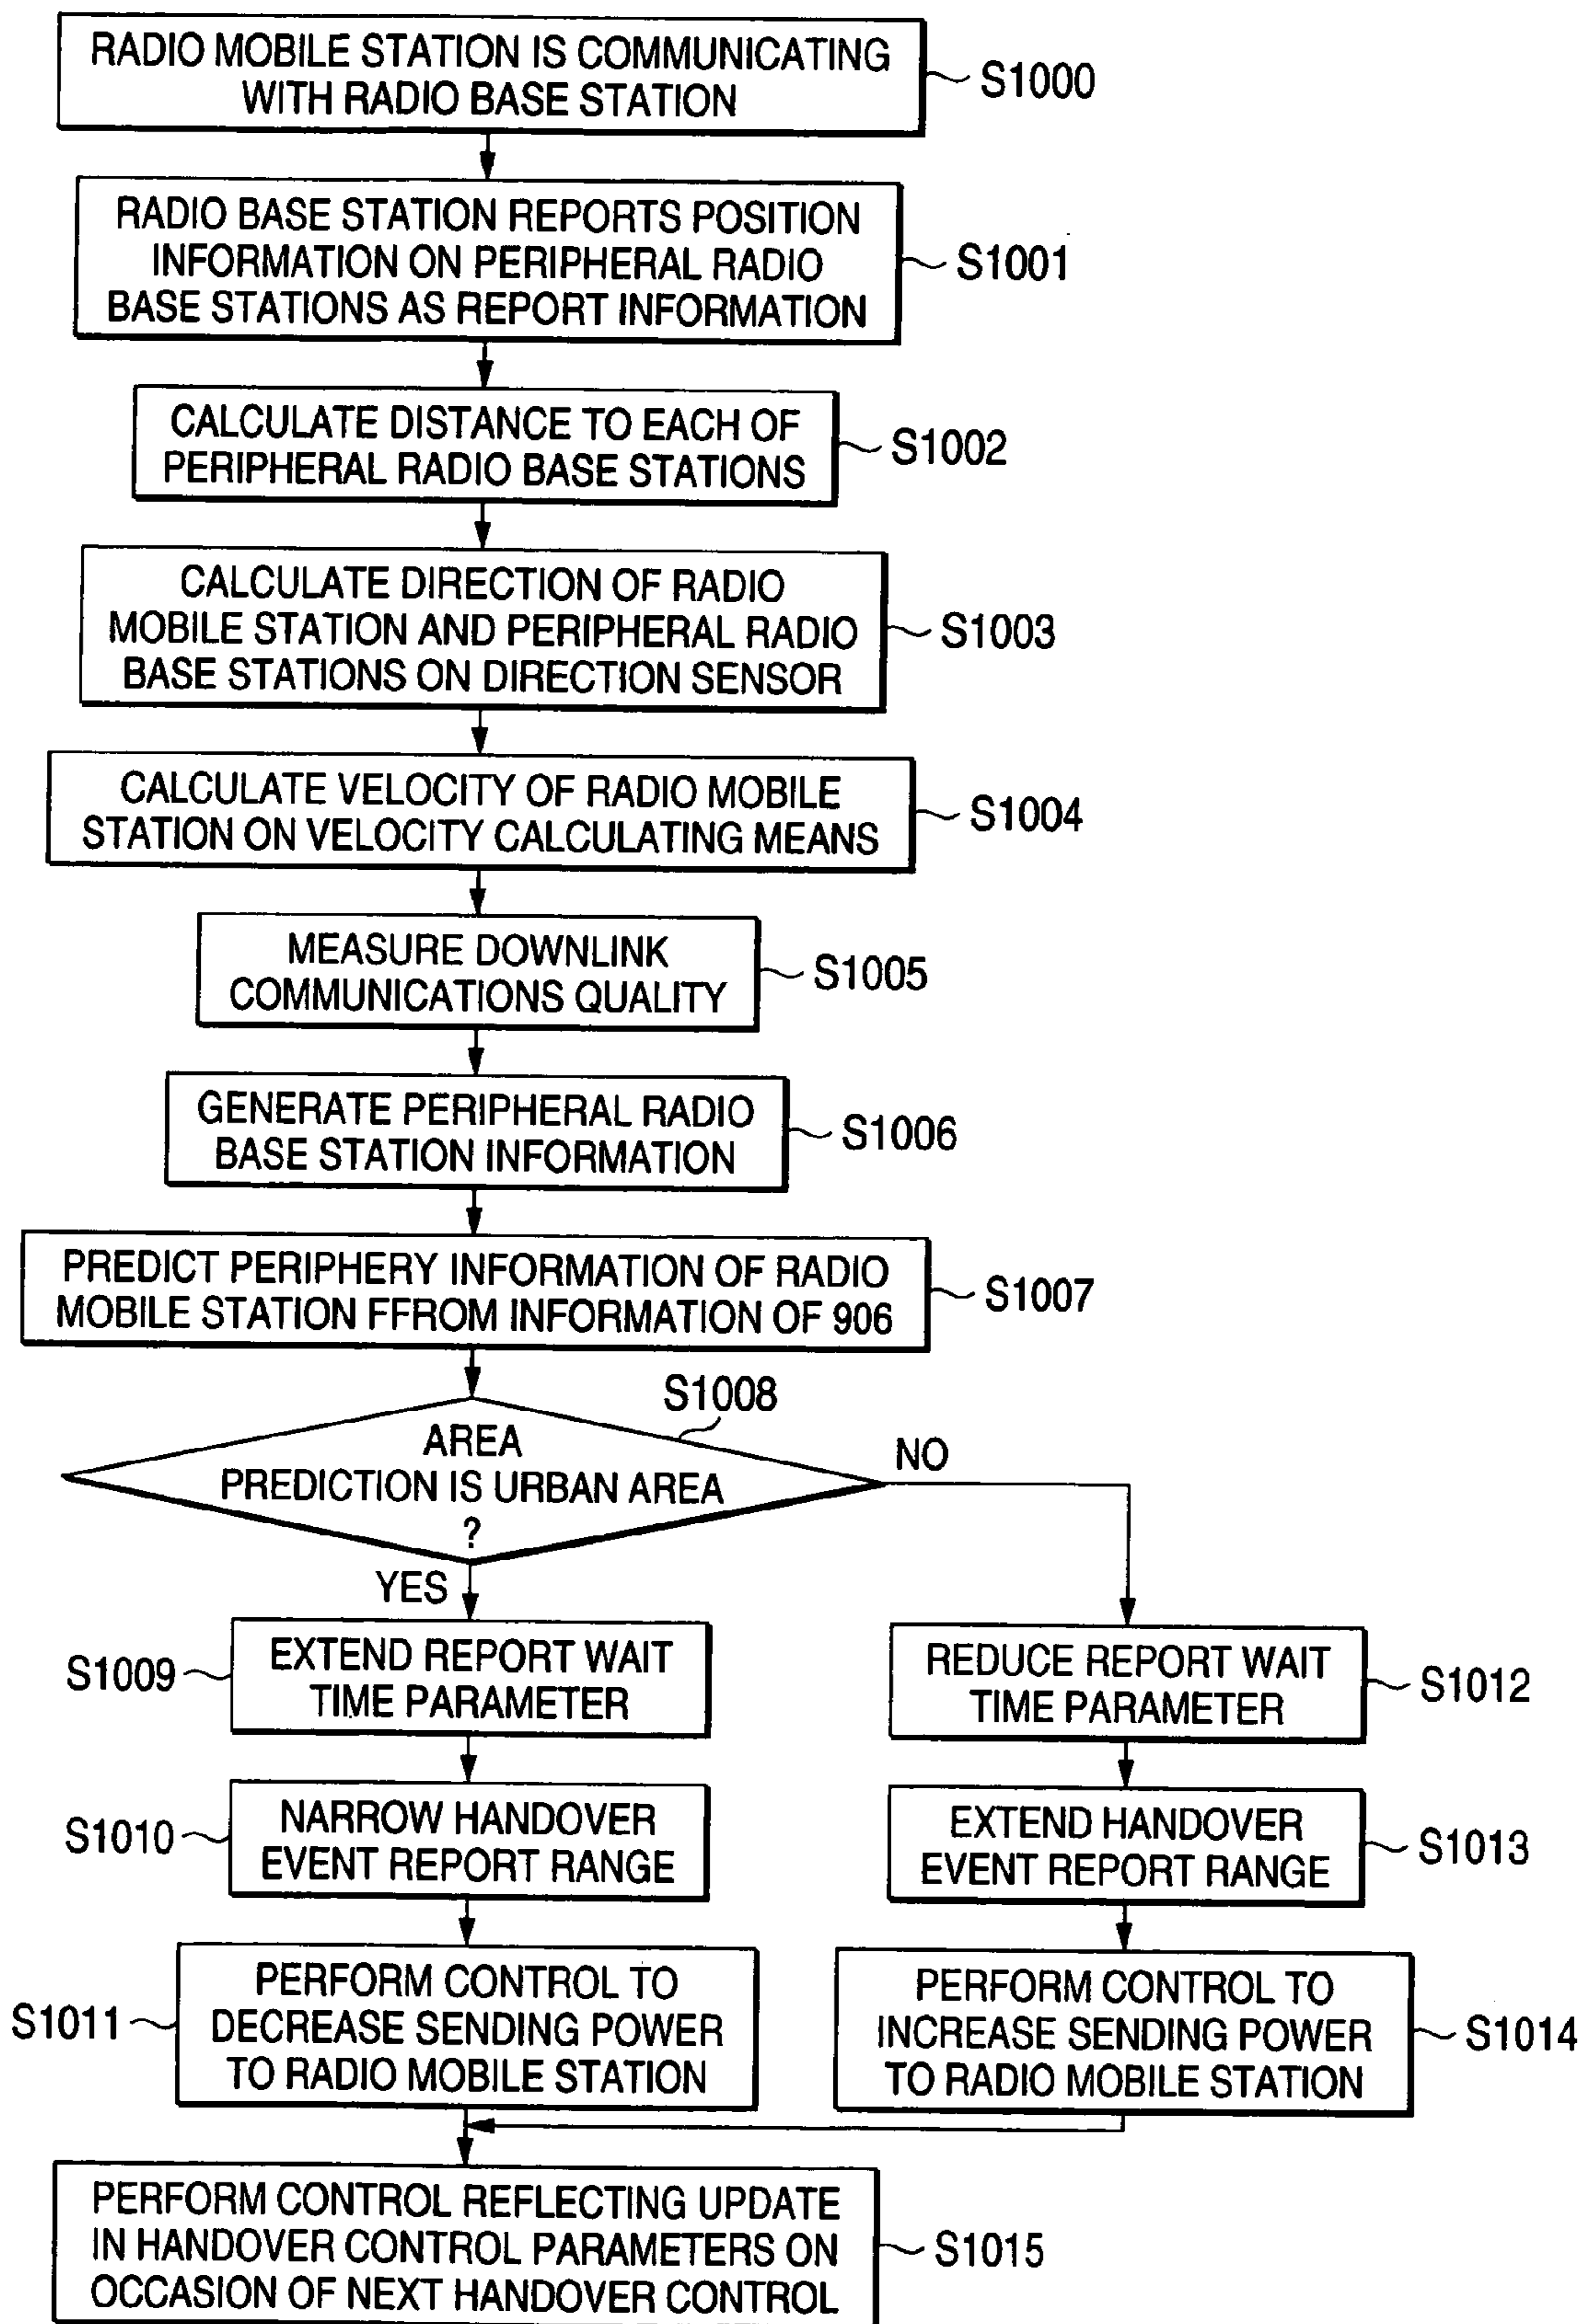 RADIO MOBILE STATION IS COMMUNICATING
WITH RADIO BASE STATION
S1000
RADIO BASE STATION REPORTS POSITION
INFORMATION ON PERIPHERAL RADIO
BASE STATIONS AS REPORT INFORMATION
S1001
CALCULATE DISTANCE TO EACH OF
PERIPHERAL RADIO BASE STATIONS
S1002
CALCULATE DIRECTION OF RADIO
MOBILE STATION AND PERIPHERAL RADIO
BASE STATIONS ON DIRECTION SENSOR
S1003
CALCULATE VELOCITY OF RADIO MOBILE
STATION ON VELOCITY CALCULATING MEANS
S1004
MEASURE DOWNLINK
COMMUNICATIONS QUALITY
S1005
GENERATE PERIPHERAL RADIO
BASE STATION INFORMATION
S1006
PREDICT PERIPHERY INFORMATION OF RADIO
MOBILE STATION FFROM INFORMATION OF 906
S1007
S1008
AREA
PREDICTION IS URBAN AREA
?
NO
YES
EXTEND REPORT WAIT
TIME PARAMETER
S1009
REDUCE REPORT WAIT
TIME PARAMETER
S1012
NARROW HANDOVER
EVENT REPORT RANGE
S1010
EXTEND HANDOVER
EVENT REPORT RANGE
S1013
PERFORM CONTROL TO
DECREASE SENDING POWER
TO RADIO MOBILE STATION
S1011
PERFORM CONTROL TO
INCREASE SENDING POWER
TO RADIO MOBILE STATION
S1014
PERFORM CONTROL REFLECTING UPDATE
IN HANDOVER CONTROL PARAMETERS ON
OCCASION OF NEXT HANDOVER CONTROL
S1015